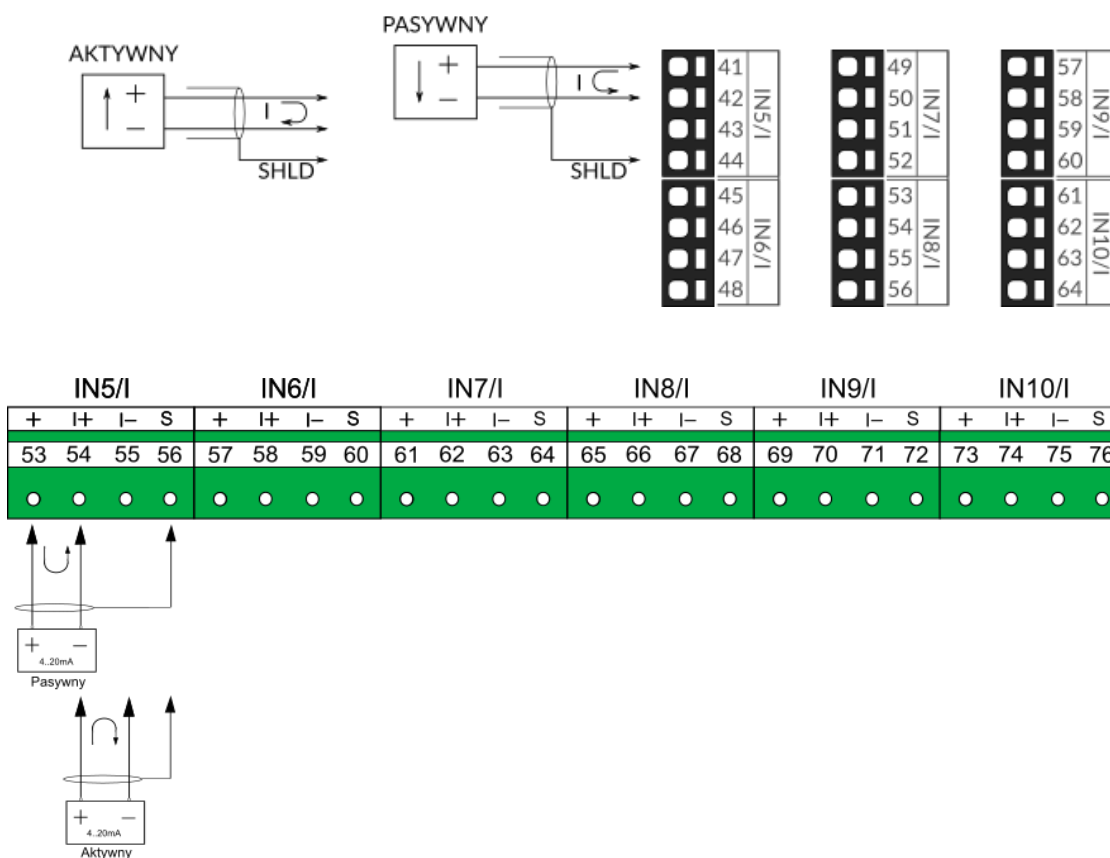 AKTYWNY
+
−
I
SHLD
PASYWNY
+
−
I
SHLD
41
42
43
44
IN5/I
45
46
47
48
IN6/I
49
50
51
52
IN7/I
53
54
55
56
IN8/I
57
58
59
60
IN9/I
61
62
63
64
IN10/I
IN5/I IN6/I IN7/I IN8/I IN9/I IN10/I
+ I+ I− S + I+ I− S + I+ I− S + I+ I− S + I+ I− S + I+ I− S
53 54 55 56 57 58 59 60 61 62 63 64 65 66 67 68 69 70 71 72 73 74 75 76
+ −
4..20mA
Pasywny
+ −
4..20mA
Aktywny